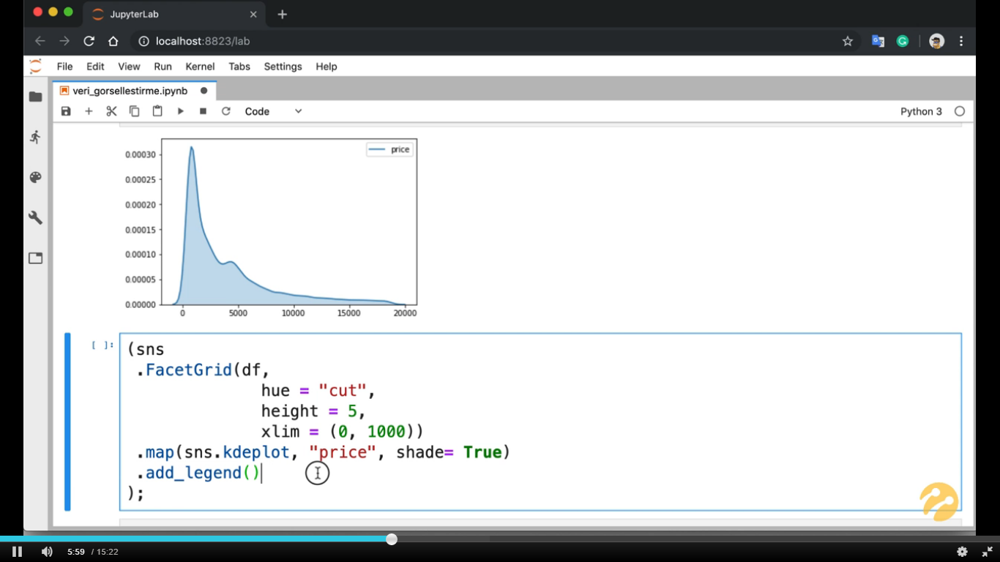 JupyterLab
localhost:8823/lab
File Edit View Run Kernel Tabs Settings Help
veri_gorsellestirme.ipynb
Code
Python 3
price
0.00030
0.00025
0.00020
0.00015
0.00010
0.00005
0.00000
0 5000 10000 15000 20000
[ ]:
(sns
.FacetGrid(df,
hue = "cut",
height = 5,
xlim = (0, 1000))
.map(sns.kdeplot, "price", shade= True)
.add_legend()
);
5:59 / 15:22